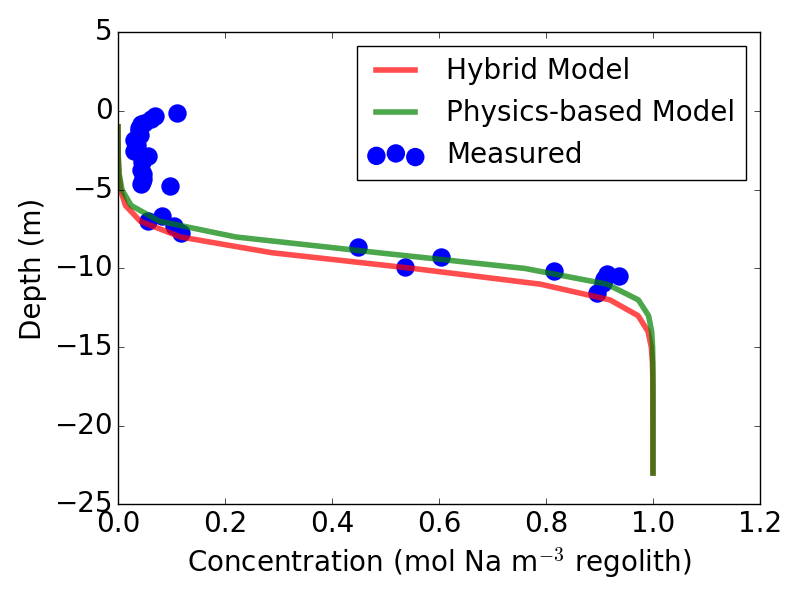 5
0
−5
−10
−15
−20
−25
Depth (m)
0.0 0.2 0.4 0.6 0.8 1.0 1.2
Concentration (mol Na m⁻³ regolith)
Hybrid Model
Physics-based Model
Measured